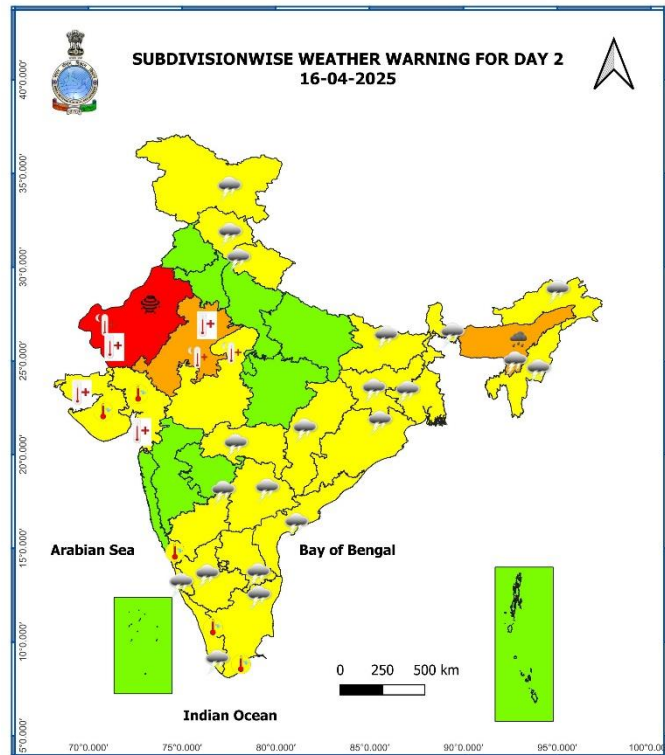 SUBDIVISIONWISE WEATHER WARNING FOR DAY 2
16-04-2025
40°0.000'
35°0.000'
30°0.000'
25°0.000'
20°0.000'
15°0.000'
10°0.000'
5°0.000'
Arabian Sea
Bay of Bengal
0 250 500 km
Indian Ocean
70°0.000' 75°0.000' 80°0.000' 85°0.000' 90°0.000' 95°0.000' 100°0.0